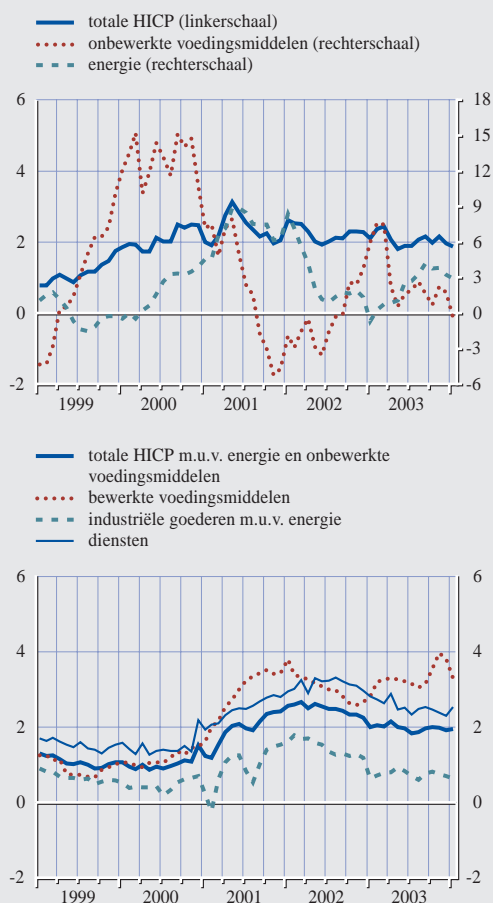 totale HICP (linkerschaal)
onbewerkte voedingsmiddelen (rechterschaal)
energie (rechterschaal)
6 18
15
4 12
9
2 6
3
0 0
-3
-2 -6
1999 2000 2001 2002 2003
totale HICP m.u.v. energie en onbewerkte
voedingsmiddelen
bewerkte voedingsmiddelen
industriële goederen m.u.v. energie
diensten
6 6
4 4
2 2
0 0
-2 -2
1999 2000 2001 2002 2003